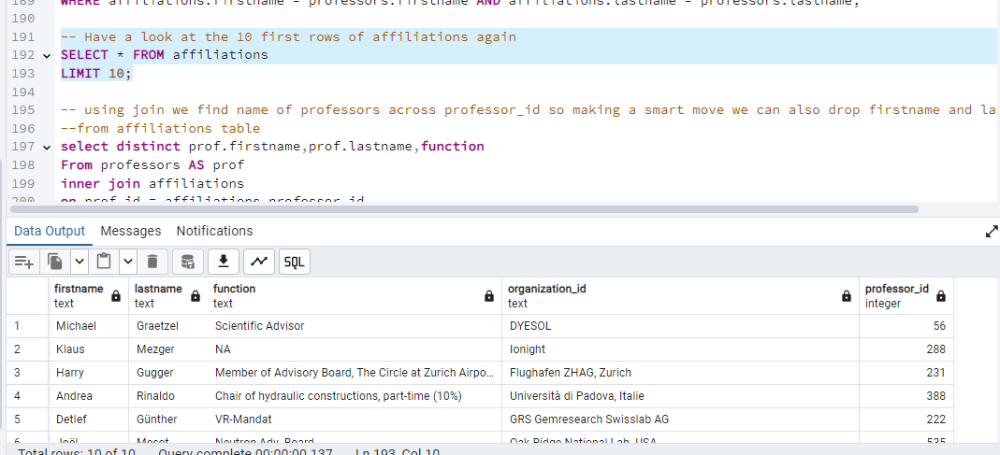 189 WHERE affiliations.firstname = professors.firstname AND affiliations.lastname = professors.lastname;
190
191 -- Have a look at the 10 first rows of affiliations again
192 SELECT * FROM affiliations
193 LIMIT 10;
194
195 -- using join we find name of professors across professor_id so making a smart move we can also drop firstname and la
196 --from affiliations table
197 select distinct prof.firstname,prof.lastname,function
198 From professors AS prof
199 inner join affiliations
200 on prof.id = affiliations.professor_id
Data Output Messages Notifications
SQL
firstname text lastname text function text organization_id text professor_id integer
1 Michael Graetzel Scientific Advisor DYESOL 56
2 Klaus Mezger NA Ionight 288
3 Harry Gugger Member of Advisory Board, The Circle at Zurich Airpo... Flughafen ZHAG, Zurich 231
4 Andrea Rinaldo Chair of hydraulic constructions, part-time (10%) Università di Padova, Italie 388
5 Detlef Günther VR-Mandat GRS Gemresearch Swisslab AG 222
6 Joël Mesot Neutron Adv. Board Oak Ridge National Lab, USA 535
Total rows: 10 of 10 Query complete 00:00:00.137 Ln 193, Col 10